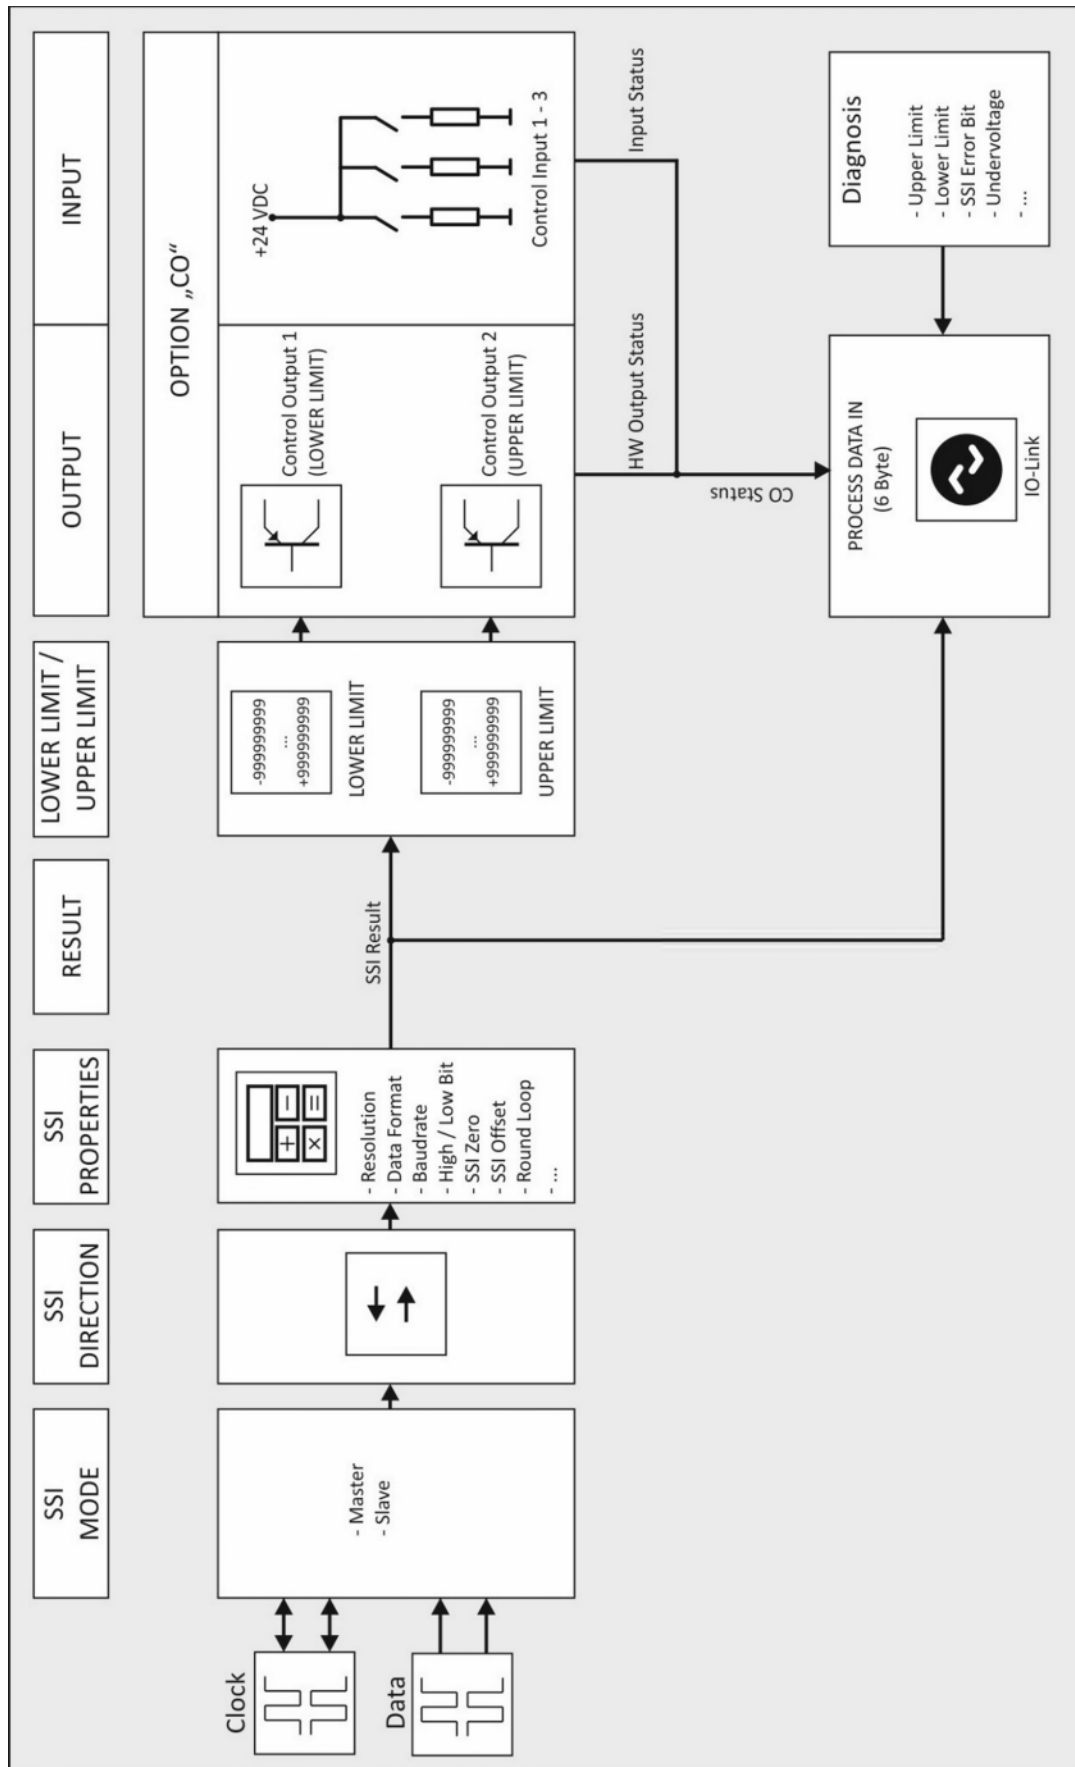 SSI
MODE
SSI
DIRECTION
SSI
PROPERTIES
RESULT
LOWER LIMIT /
UPPER LIMIT
OUTPUT
INPUT
OPTION „CO“
Clock
Data
- Master
- Slave
+
-
×
=
- Resolution
- Data Format
- Baudrate
- High / Low Bit
- SSI Zero
- SSI Offset
- Round Loop
- ...
SSI Result
-999999999
...
+999999999
LOWER LIMIT
-999999999
...
+999999999
UPPER LIMIT
Control Output 1
(LOWER LIMIT)
Control Output 2
(UPPER LIMIT)
+24 VDC
Control Input 1 - 3
HW Output Status
Input Status
CO Status
PROCESS DATA IN
(6 Byte)
IO-Link
Diagnosis
- Upper Limit
- Lower Limit
- SSI Error Bit
- Undervoltage
- ...